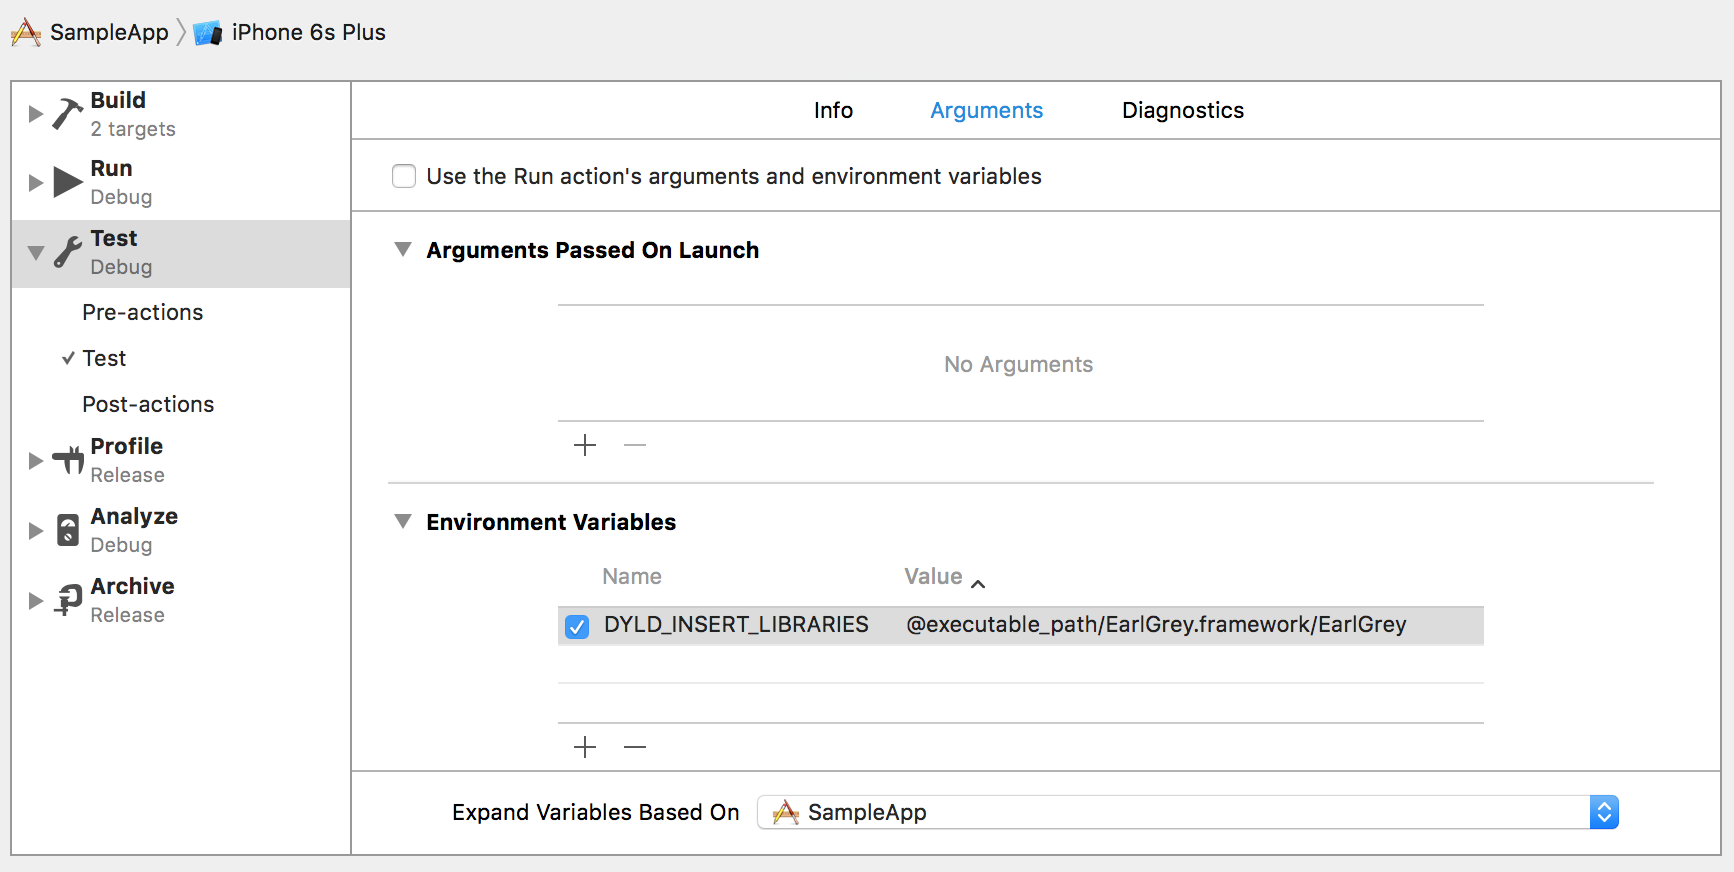 SampleApp iPhone 6s Plus
Build
2 targets
Run
Debug
Test
Debug
Pre-actions
Test
Post-actions
Profile
Release
Analyze
Debug
Archive
Release
Info Arguments Diagnostics
Use the Run action's arguments and environment variables
Arguments Passed On Launch
No Arguments
Environment Variables
Name Value
DYLD_INSERT_LIBRARIES @executable_path/EarlGrey.framework/EarlGrey
Expand Variables Based On SampleApp